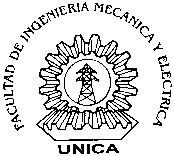 FACULTAD DE INGENIERIA MECANICA Y ELECTRICA
UNICA